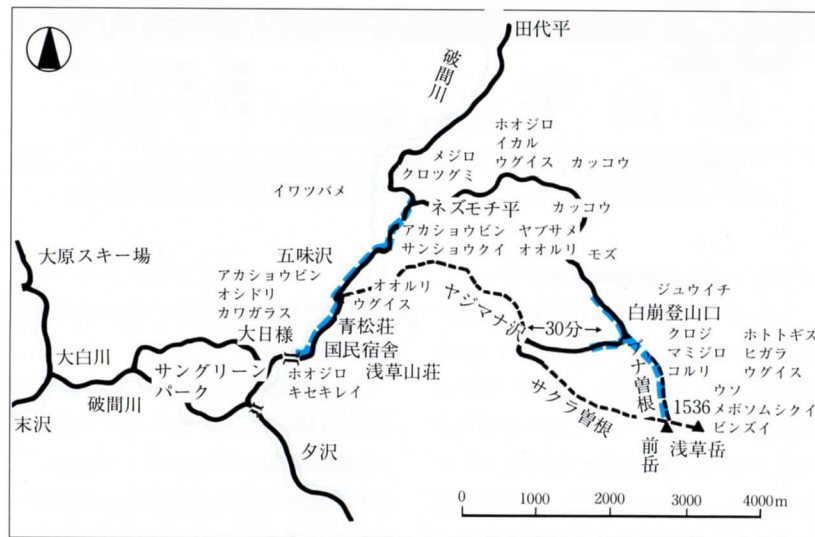 田代平
破間川
ホオジロ
イカル
ウグイス カッコウ
メジロ
クロツグミ
イワツバメ
ネズモチ平
カッコウ
アカショウビン ヤブサメ
サンショウクイ オオルリ
モズ
五味沢
大原スキー場
アカショウビン
オシドリ
カワガラス
オオルリ
ウグイス
ヤジマナ沢
ジュウイチ
←30分→
白崩登山口
青松荘
大日様
国民宿舎
浅草山荘
大白川
サングリーン
パーク
ホオジロ
キセキレイ
クロジ ホトトギス
マミジロ ヒガラ
コルリ ウグイス
ナ曽根
サクラ曽根
破間川
末沢
夕沢
ウソ
1536
メボソムシクイ
ビンズイ
前岳
浅草岳
0 1000 2000 3000 4000m